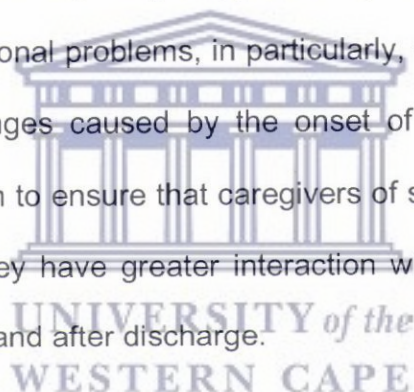 onal problems, in particularly,
nges caused by the onset of
n to ensure that caregivers of s
ey have greater interaction w
UNIVERSITY of the
and after discharge.
WESTERN CAPE